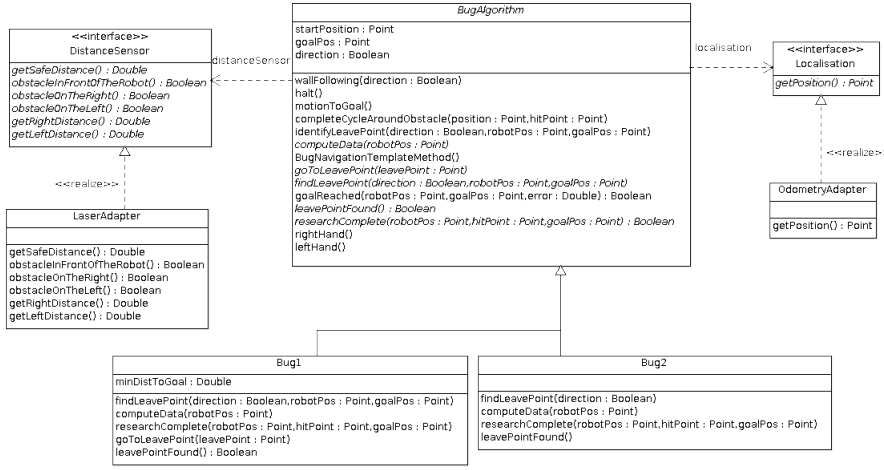 <<interface>>
DistanceSensor
getSafeDistance() : Double
obstacleInFrontOfTheRobot() : Boolean
obstacleOnTheRight() : Boolean
obstacleOnTheLeft() : Boolean
getRightDistance() : Double
getLeftDistance() : Double
<<realize>>
LaserAdapter
getSafeDistance() : Double
obstacleInFrontOfTheRobot() : Boolean
obstacleOnTheRight() : Boolean
obstacleOnTheLeft() : Boolean
getRightDistance() : Double
getLeftDistance() : Double
distanceSensor
BugAlgorithm
startPosition : Point
goalPos : Point
direction : Boolean
wallFollowing(direction : Boolean)
halt()
motionToGoal()
completeCycleAroundObstacle(position : Point,hitPoint : Point)
identifyLeavePoint(direction : Boolean,robotPos : Point,goalPos : Point)
computeData(robotPos : Point)
BugNavigationTemplateMethod()
goToLeavePoint(leavePoint : Point)
findLeavePoint(direction : Boolean,robotPos : Point,goalPos : Point)
goalReached(robotPos : Point,goalPos : Point,error : Double) : Boolean
leavePointFound() : Boolean
researchComplete(robotPos : Point,hitPoint : Point,goalPos : Point) : Boolean
rightHand()
leftHand()
localisation
<<interface>>
Localisation
getPosition() : Point
<<realize>>
OdometryAdapter
getPosition() : Point
Bug1
minDistToGoal : Double
findLeavePoint(direction : Boolean,robotPos : Point,goalPos : Point)
computeData(robotPos : Point)
researchComplete(robotPos : Point,hitPoint : Point,goalPos : Point)
goToLeavePoint(leavePoint : Point)
leavePointFound() : Boolean
Bug2
findLeavePoint(direction : Boolean)
computeData(robotPos : Point)
researchComplete(robotPos : Point,hitPoint : Point,goalPos : Point)
leavePointFound()